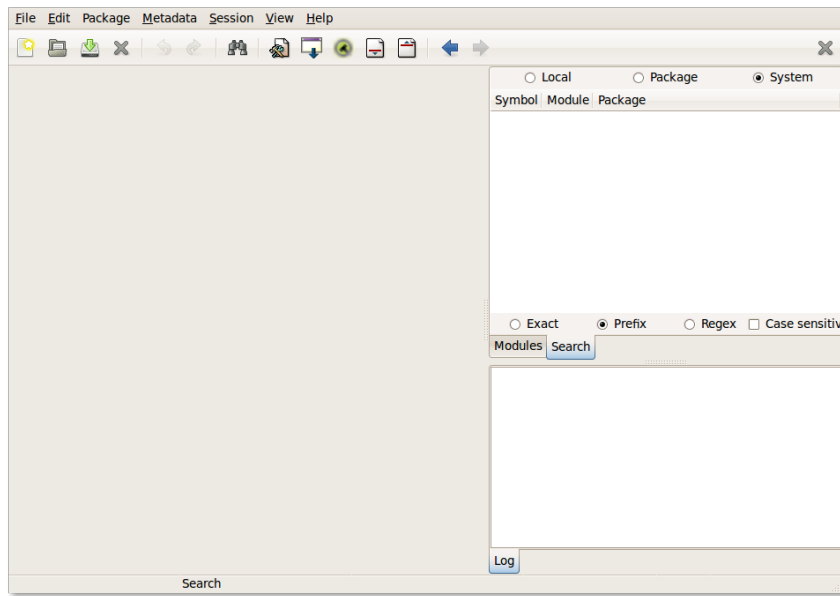 File Edit Package Metadata Session View Help
Local Package System
Symbol Module Package
Exact Prefix Regex Case sensitiv
Modules Search
Log
Search